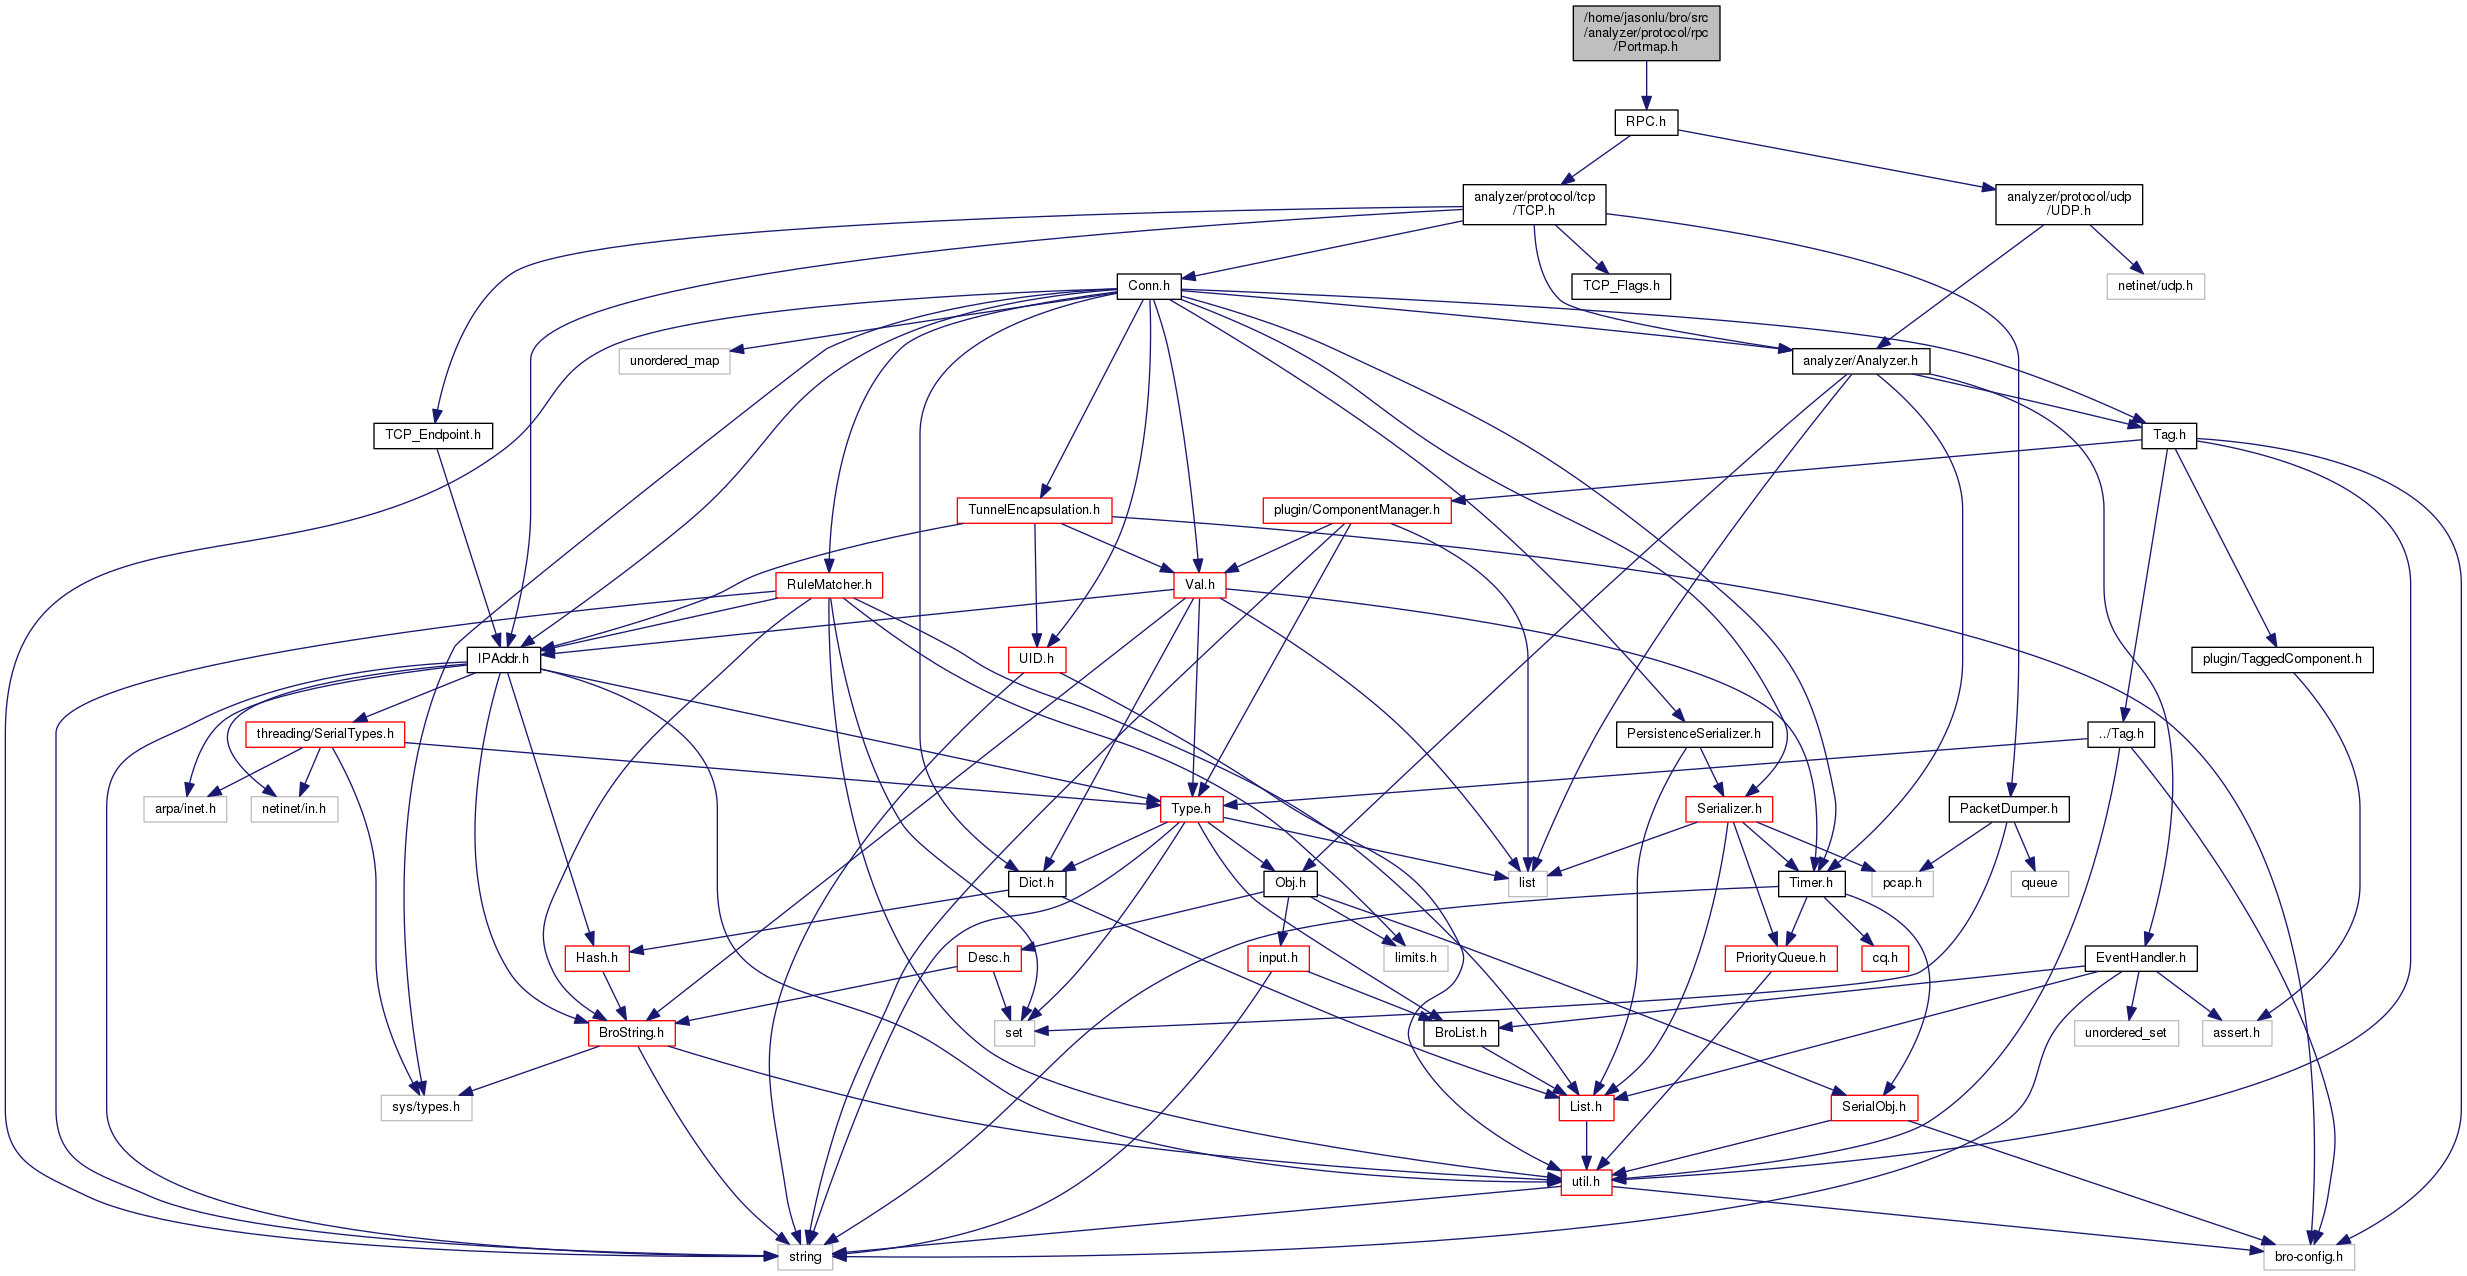 /home/jasonlu/bro/src
/analyzer/protocol/rpc
/Portmap.h
RPC.h
analyzer/protocol/tcp
/TCP.h
analyzer/protocol/udp
/UDP.h
Conn.h
TCP_Flags.h
netinet/udp.h
unordered_map
analyzer/Analyzer.h
TCP_Endpoint.h
Tag.h
TunnelEncapsulation.h
plugin/ComponentManager.h
RuleMatcher.h
Val.h
IPAddr.h
UID.h
plugin/TaggedComponent.h
threading/SerialTypes.h
PersistenceSerializer.h
../Tag.h
arpa/inet.h
netinet/in.h
Type.h
Serializer.h
PacketDumper.h
Dict.h
Obj.h
list
Timer.h
pcap.h
queue
Hash.h
Desc.h
input.h
limits.h
PriorityQueue.h
cq.h
EventHandler.h
BroString.h
set
BroList.h
unordered_set
assert.h
sys/types.h
List.h
SerialObj.h
util.h
string
bro-config.h